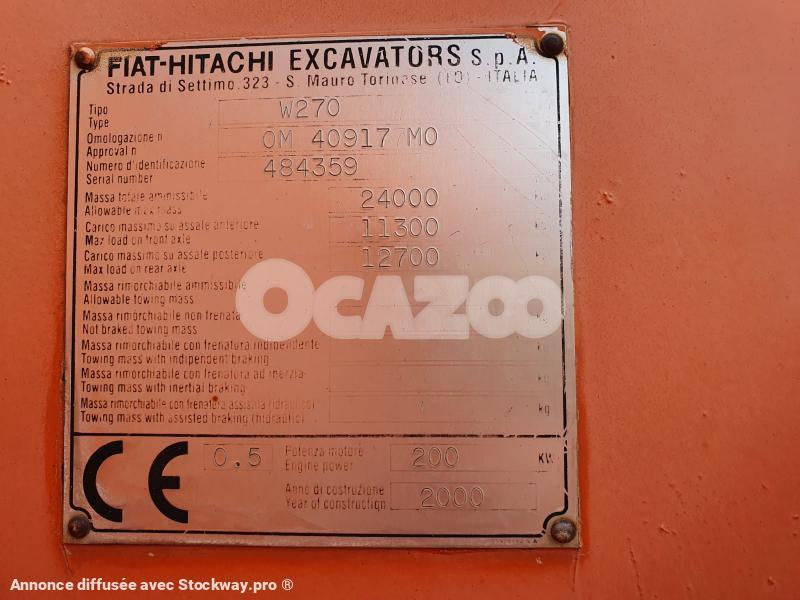 FIAT-HITACHI EXCAVATORS S.p.A.
Strada di Settimo.323 - S. Mauro Torinese (TO) - ITALIA
Tipo
Type
W270
Omologazione n
Approval n
OM 40917 MO
Numero d'identificazione
Serial number
484359
Massa totale ammissibile
Allowable max mass
24000
Carico massimo su assale anteriore
Max load on front axle
11300
Carico massimo su assale posteriore
Max load on rear axle
12700
Massa rimorchiabile ammissibile
Allowable towing mass
Massa rimorchiabile non frenata
Not braked towing mass
Massa rimorchiabile con frenatura indipendente
Towing mass with independent braking
Massa rimorchiabile con frenatura ad inerzia
Towing mass with inertial braking
kg
Massa rimorchiabile con frenatura assistita (idraulico)
Towing mass with assisted braking (hidraulic)
kg
CE
0.5
Potenza motore
Engine power
200
KW
Anno di costruzione
Year of construction
2000
OCAZOO
Annonce diffusée avec Stockway.pro ®